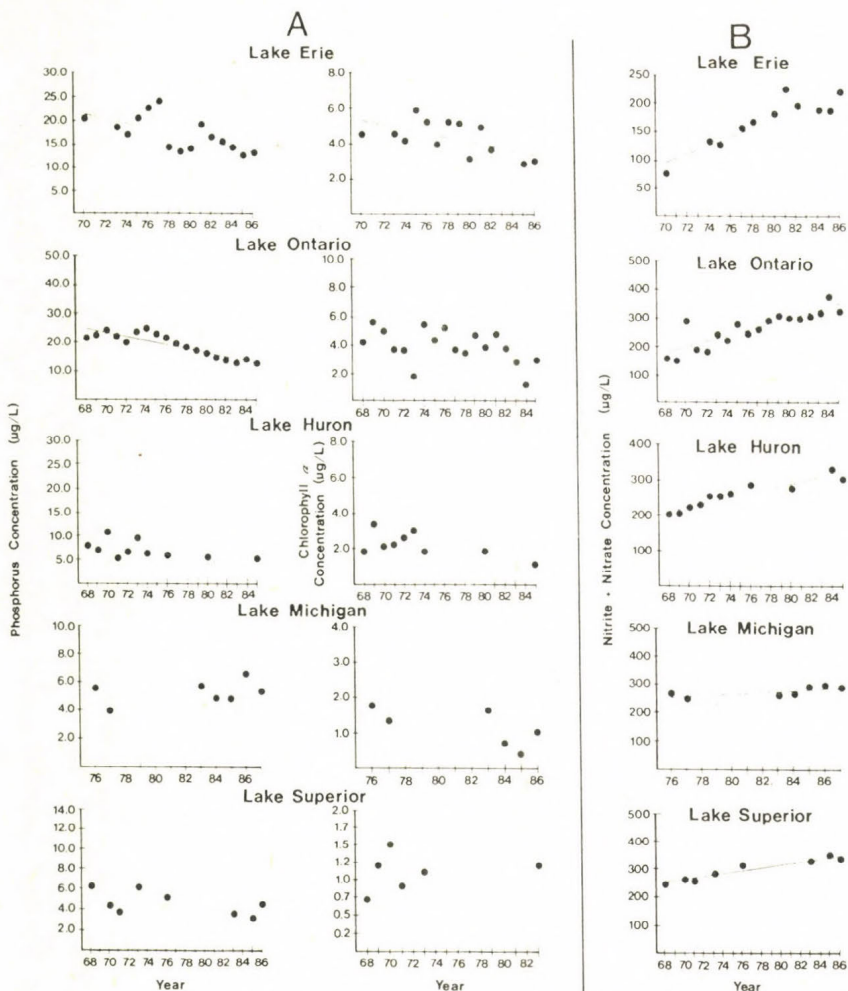 A
B
Lake Erie
30.0
25.0
20.0
15.0
10.0
5.0
70 72 74 76 78 80 82 84 86
8.0
6.0
4.0
2.0
70 72 74 76 78 80 82 84 86
Lake Erie
250
200
150
100
50.0
70 72 74 76 78 80 82 84 86
Lake Ontario
50.0
40.0
30.0
20.0
10.0
68 70 72 74 76 78 80 82 84
10.0
8.0
6.0
4.0
2.0
68 70 72 74 76 78 80 82 84
Lake Ontario
500
400
300
200
100
68 70 72 74 76 78 80 82 84
Lake Huron
30.0
25.0
20.0
15.0
10.0
5.0
68 70 72 74 76 78 80 82 84
8.0
6.0
4.0
2.0
68 70 72 74 76 78 80 82 84
Lake Huron
400
300
200
100
68 70 72 74 76 78 80 82 84
Lake Michigan
10.0
8.0
6.0
4.0
2.0
76 78 80 82 84 86
4.0
3.0
2.0
1.0
76 78 80 82 84 86
Lake Michigan
500
400
300
200
100
76 78 80 82. 84 86
Lake Superior
14.0
12.0
10.0
8.0
6.0
4.0
2.0
68 70 72 74 76 78 80 82 84 86
Year
2.0
1.7
1.5
1.2
1.0
0.7
0.5
0.2
68 70 72 74 76 78 80 82
Year
Lake Superior
500
400
300
200
100
68 70 72 74 76 78 80 82 84 86
Year
Phosphorus Concentration (ug/L)
Chlorophyll a
Concentration (ug/L)
Nitrite + Nitrate Concentration (ug/L)